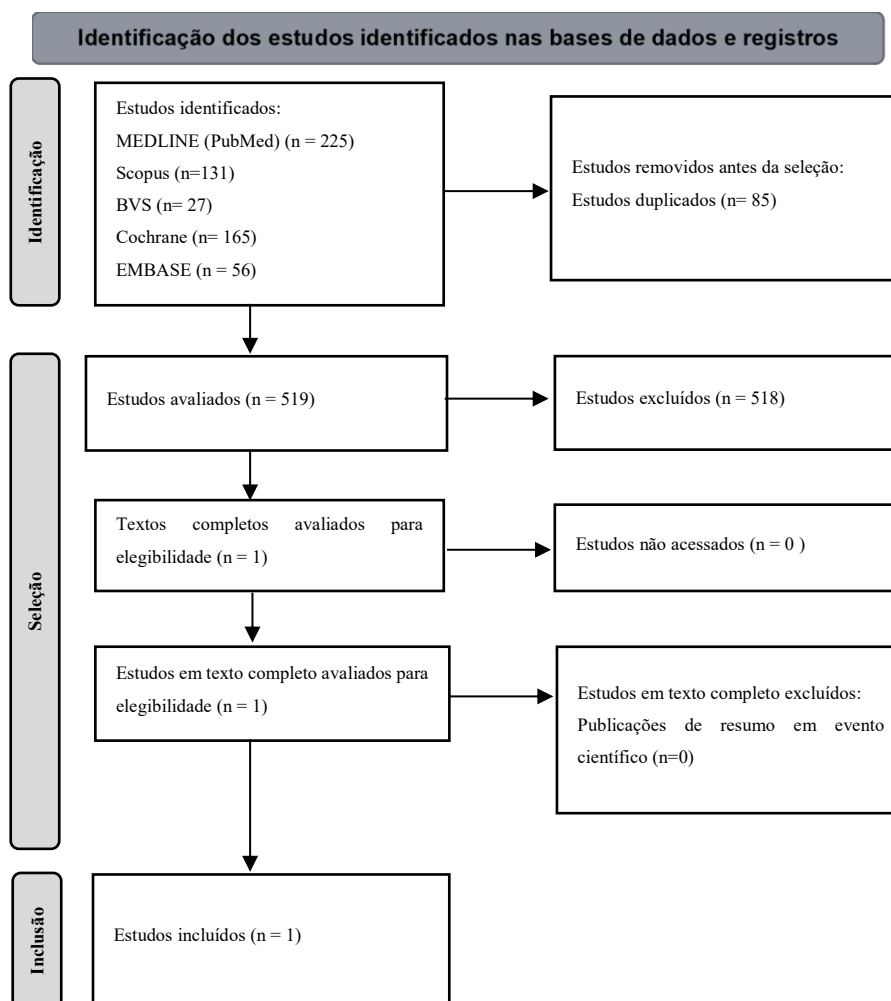 Identificação dos estudos identificados nas bases de dados e registros
Identificação
Estudos identificados:
MEDLINE (PubMed) (n = 225)
Scopus (n=131)
BVS (n= 27)
Cochrane (n= 165)
EMBASE (n = 56)
Estudos removidos antes da seleção:
Estudos duplicados (n= 85)
Seleção
Estudos avaliados (n = 519)
Estudos excluídos (n = 518)
Textos completos avaliados para
elegibilidade (n = 1)
Estudos não acessados (n = 0 )
Estudos em texto completo avaliados para
elegibilidade (n = 1)
Estudos em texto completo excluídos:
Publicações de resumo em evento
científico (n=0)
Inclusão
Estudos incluídos (n = 1)